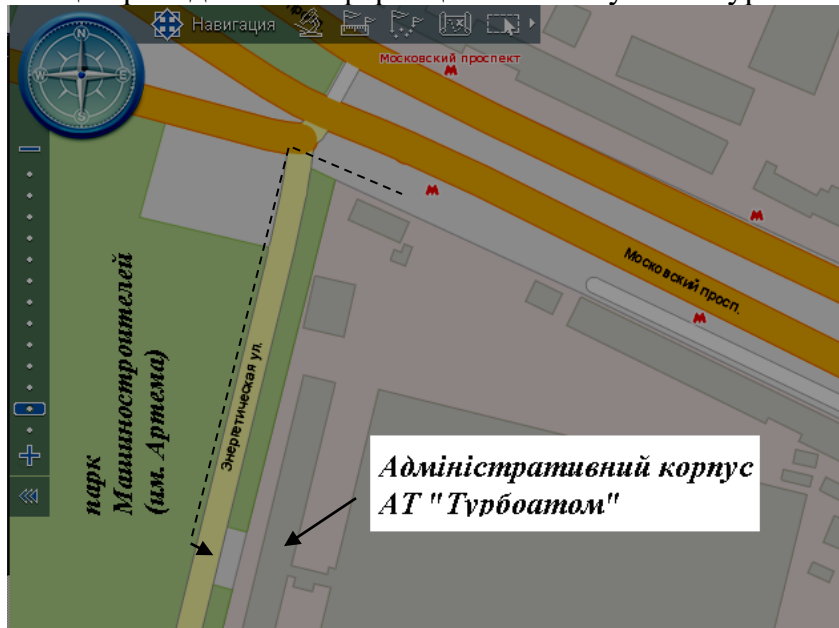 Навигация
Московский проспект
Московский просп.
Энергетическая ул.
парк
Машиностроителей
(им. Артема)
Адміністративний корпус
АТ "Турбоатом"
N
W
E
S
М
М
М
М